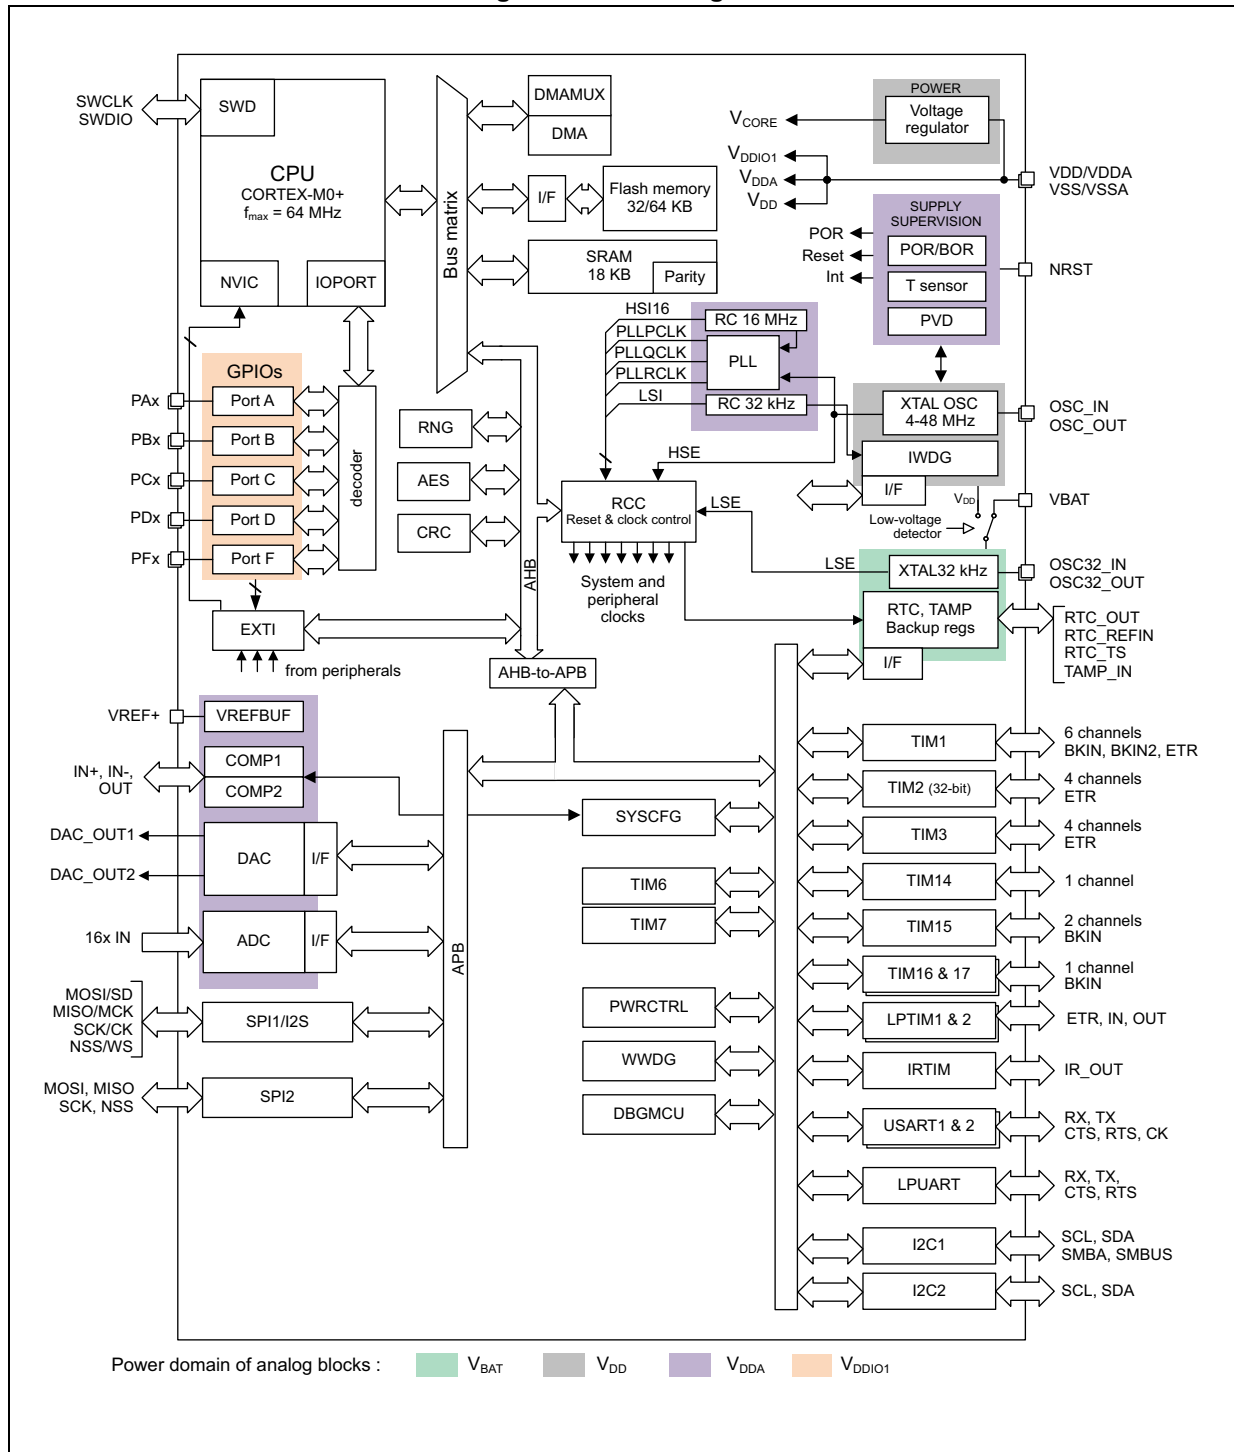 SWCLK
SWDIO
SWD
CPU
CORTEX-M0+
fmax = 64 MHz
NVIC
IOPORT
Bus matrix
DMAMUX
DMA
I/F
Flash memory
32/64 KB
SRAM
18 KB
Parity
POWER
Voltage
regulator
VCORE
VDDIO1
VDDA
VDD
VDD/VDDA
VSS/VSSA
SUPPLY
SUPERVISION
POR
Reset
Int
POR/BOR
T sensor
PVD
NRST
HSI16
PLLPCLK
PLLQCLK
PLLRCLK
LSI
RC 16 MHz
PLL
RC 32 kHz
GPIOs
PAx
PBx
PCx
PDx
PFx
Port A
Port B
Port C
Port D
Port F
decoder
RNG
AES
CRC
AHB
HSE
XTAL OSC
4-48 MHz
IWDG
I/F
OSC_IN
OSC_OUT
RCC
Reset & clock control
LSE
VDD
VBAT
Low-voltage
detector
System and
peripheral
clocks
LSE
XTAL32 kHz
OSC32_IN
OSC32_OUT
RTC, TAMP
Backup regs
I/F
RTC_OUT
RTC_REFIN
RTC_TS
TAMP_IN
EXTI
from peripherals
AHB-to-APB
VREF+
VREFBUF
IN+, IN-,
OUT
COMP1
COMP2
DAC_OUT1
DAC_OUT2
DAC
I/F
16x IN
ADC
I/F
MOSI/SD
MISO/MCK
SCK/CK
NSS/WS
SPI1/I2S
MOSI, MISO
SCK, NSS
SPI2
APB
SYSCFG
TIM6
TIM7
PWRCTRL
WWDG
DBGMCU
TIM1
6 channels
BKIN, BKIN2, ETR
TIM2 (32-bit)
4 channels
ETR
TIM3
4 channels
ETR
TIM14
1 channel
TIM15
2 channels
BKIN
TIM16 & 17
1 channel
BKIN
LPTIM1 & 2
ETR, IN, OUT
IRTIM
IR_OUT
USART1 & 2
RX, TX
CTS, RTS, CK
LPUART
RX, TX,
CTS, RTS
I2C1
SCL, SDA
SMBA, SMBUS
I2C2
SCL, SDA
Power domain of analog blocks :
VBAT
VDD
VDDA
VDDIO1